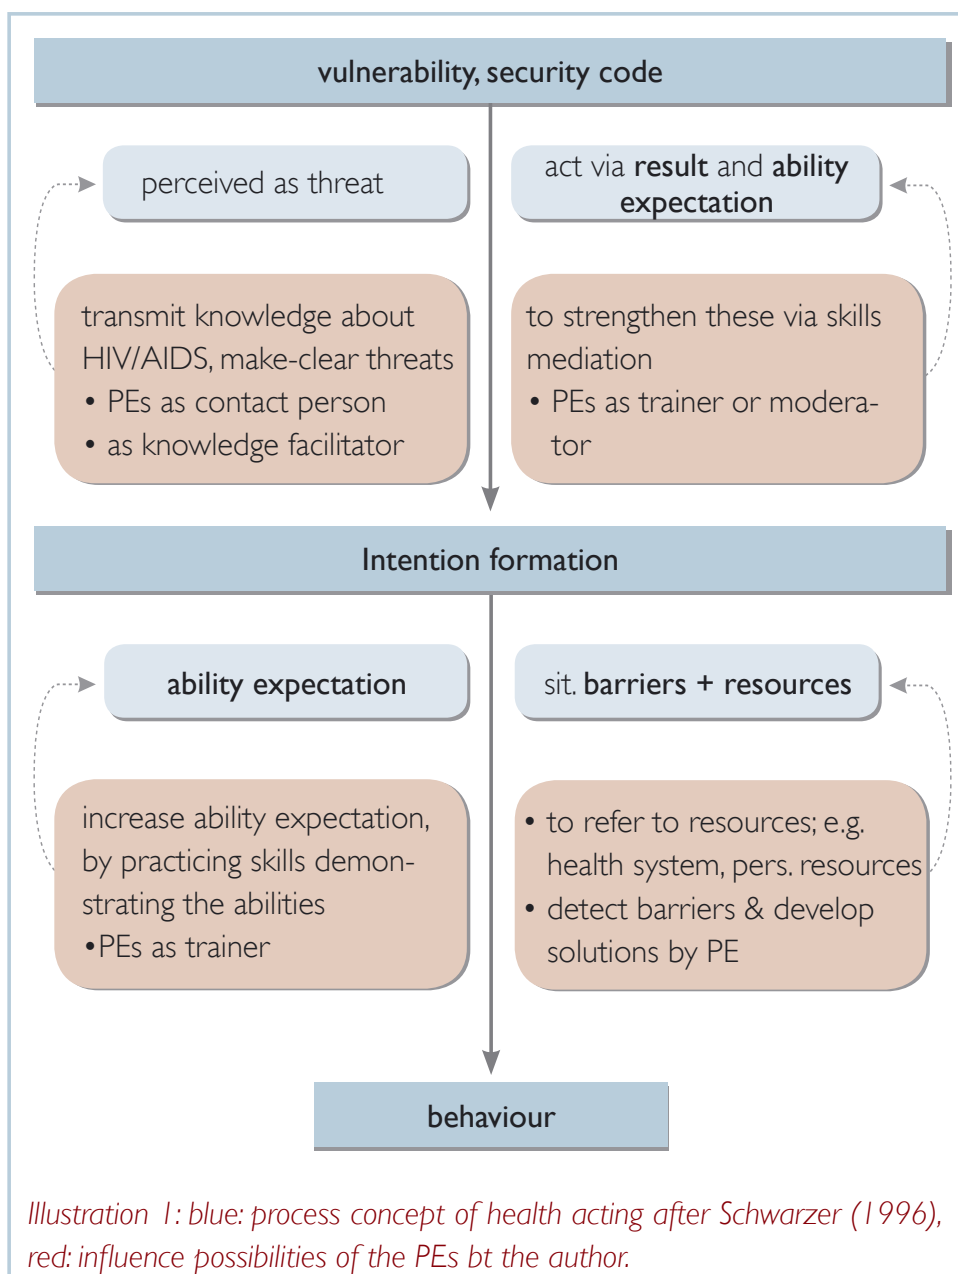 vulnerability, security code
perceived as threat
act via result and ability
expectation
transmit knowledge about
HIV/AIDS, make-clear threats
• PEs as contact person
• as knowledge facilitator
to strengthen these via skills
mediation
• PEs as trainer or modera-
tor
Intention formation
ability expectation
sit. barriers + resources
increase ability expectation,
by practicing skills demon-
strating the abilities
•PEs as trainer
• to refer to resources; e.g.
health system, pers. resources
• detect barriers & develop
solutions by PE
behaviour
Illustration 1: blue: process concept of health acting after Schwarzer (1996),
red: influence possibilities of the PEs bt the author.